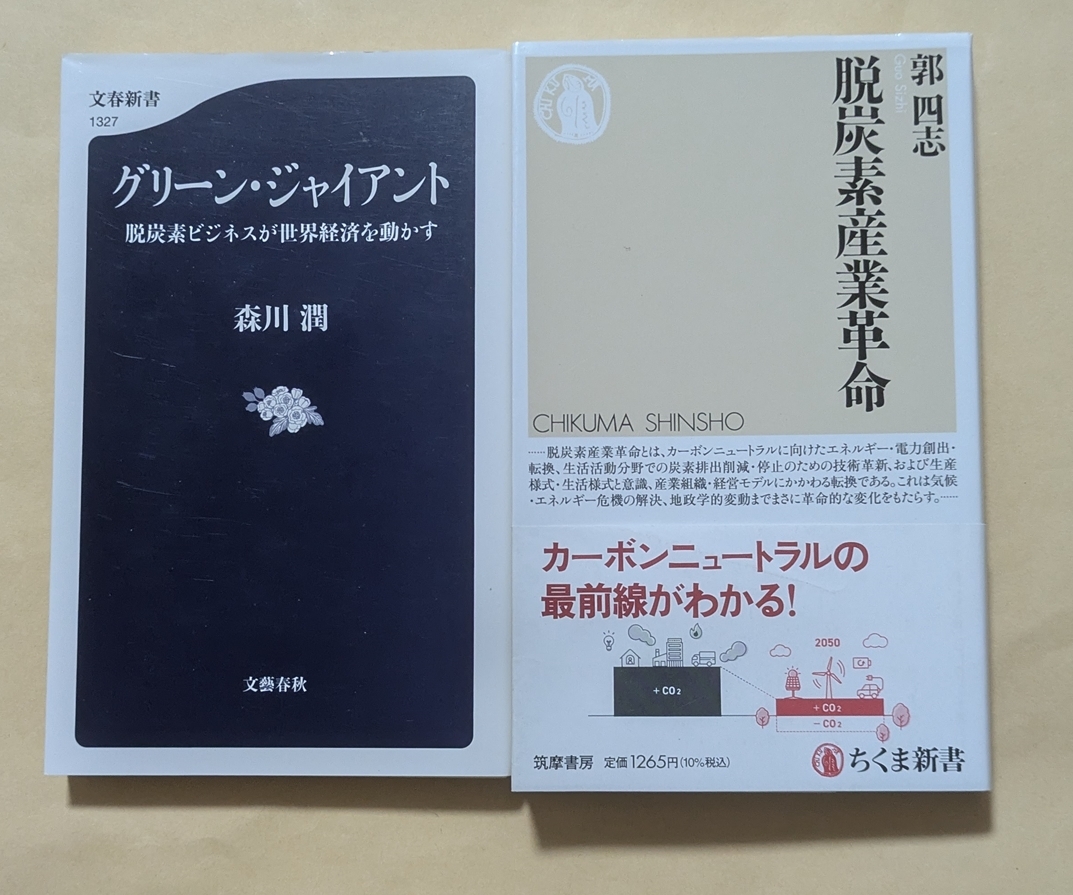 文春新書
1327
グリーン・ジャイアント
脱炭素ビジネスが世界経済を動かす
森川 潤
文藝春秋
郭 四志
Guo Sizhi
脱炭素産業革命
CHIKUMA
CHIKUMA SHINSHO
……脱炭素産業革命とは、カーボンニュートラルに向けたエネルギー・電力創出・
転換、生活活動分野での炭素排出削減・停止のための技術革新、および生産
様式・生活様式と意識、産業組織・経営モデルにかかわる転換である。これは気候
・エネルギー危機の解決、地政学的変動までまさに革命的な変化をもたらす。……
カーボンニュートラルの
最前線がわかる!
2050
+CO2
+CO2
−CO2
筑摩書房 定価1265円(10%税込)
ちくま新書